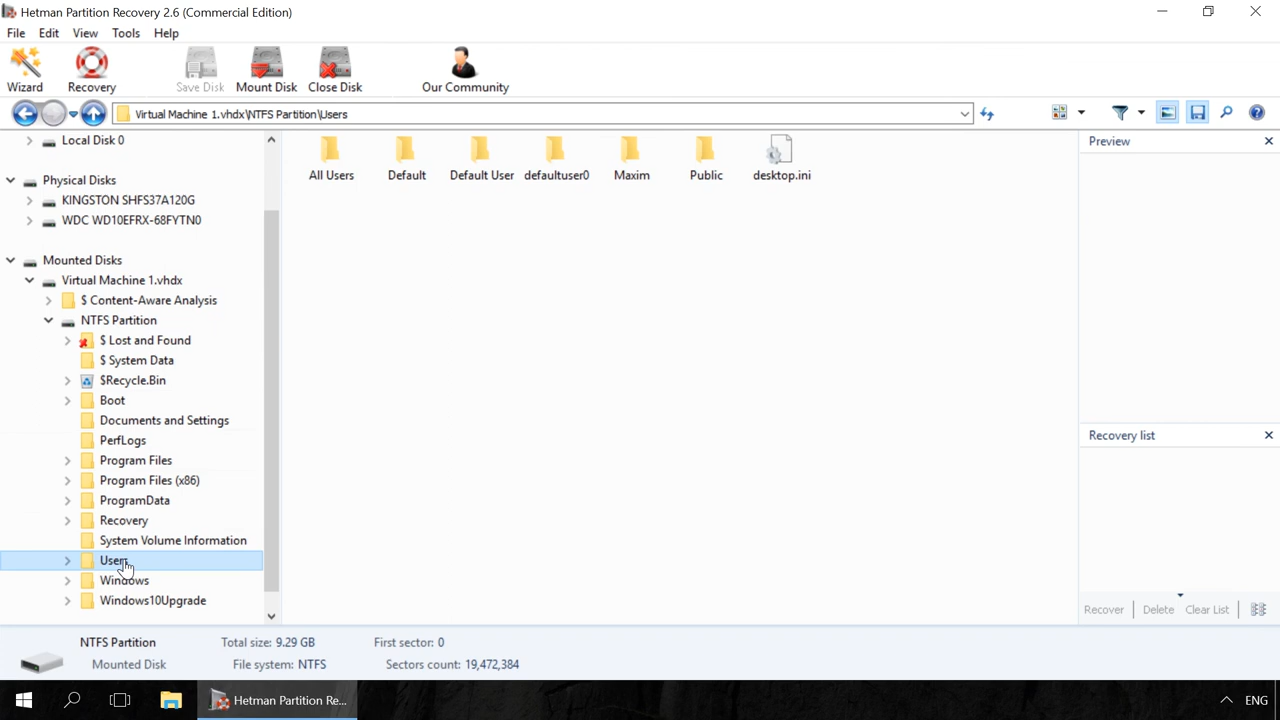 Hetman Partition Recovery 2.6 (Commercial Edition)
File Edit View Tools Help
Wizard Recovery Save Disk Mount Disk Close Disk Our Community
Virtual Machine 1.vhdx\NTFS Partition\Users
Local Disk 0
Physical Disks
KINGSTON SHFS37A120G
WDC WD10EFRX-68FYTN0
Mounted Disks
Virtual Machine 1.vhdx
$ Content-Aware Analysis
NTFS Partition
$ Lost and Found
$ System Data
$Recycle.Bin
Boot
Documents and Settings
PerfLogs
Program Files
Program Files (x86)
ProgramData
Recovery
System Volume Information
Users
Windows
Windows10Upgrade
All Users Default Default User defaultuser0 Maxim Public desktop.ini
Preview
Recovery list
Recover Delete Clear List
NTFS Partition Total size: 9.29 GB First sector: 0
Mounted Disk File system: NTFS Sectors count: 19,472,384
Hetman Partition Re... ENG